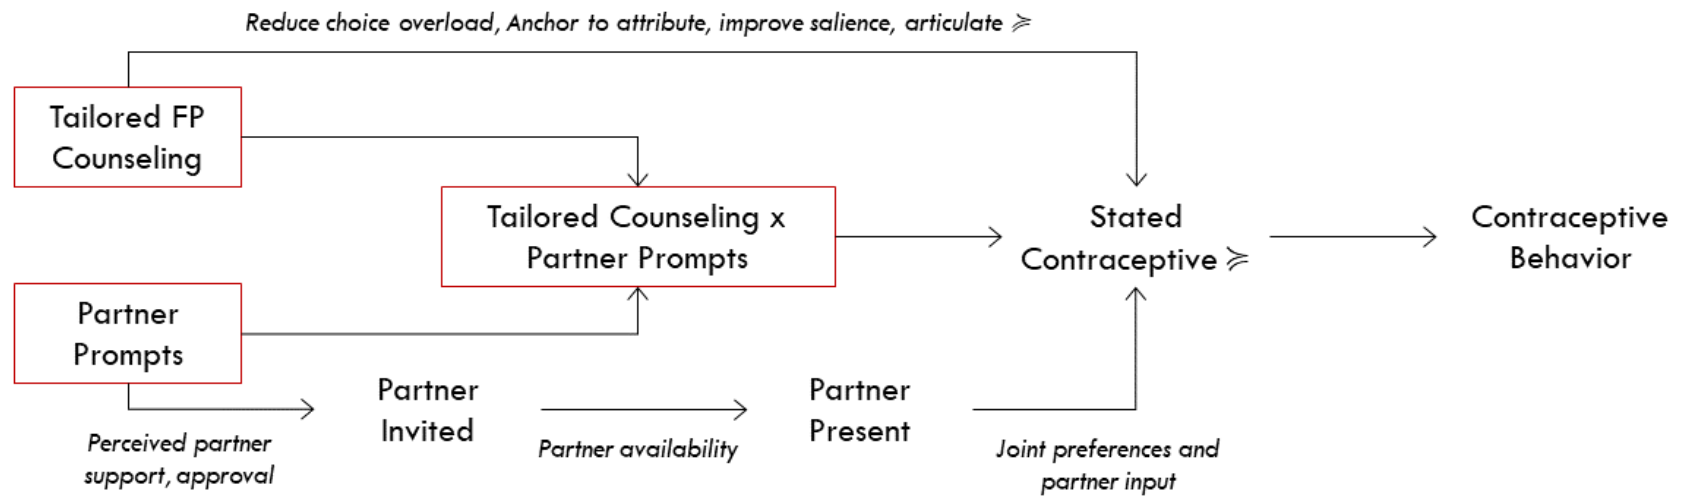 Reduce choice overload, Anchor to attribute, improve salience, articulate ≽
Tailored FP
Counseling
Tailored Counseling x
Partner Prompts
Stated
Contraceptive ≽
Contraceptive
Behavior
Partner
Prompts
Partner
Invited
Partner
Present
Perceived partner
support, approval
Partner availability
Joint preferences and
partner input